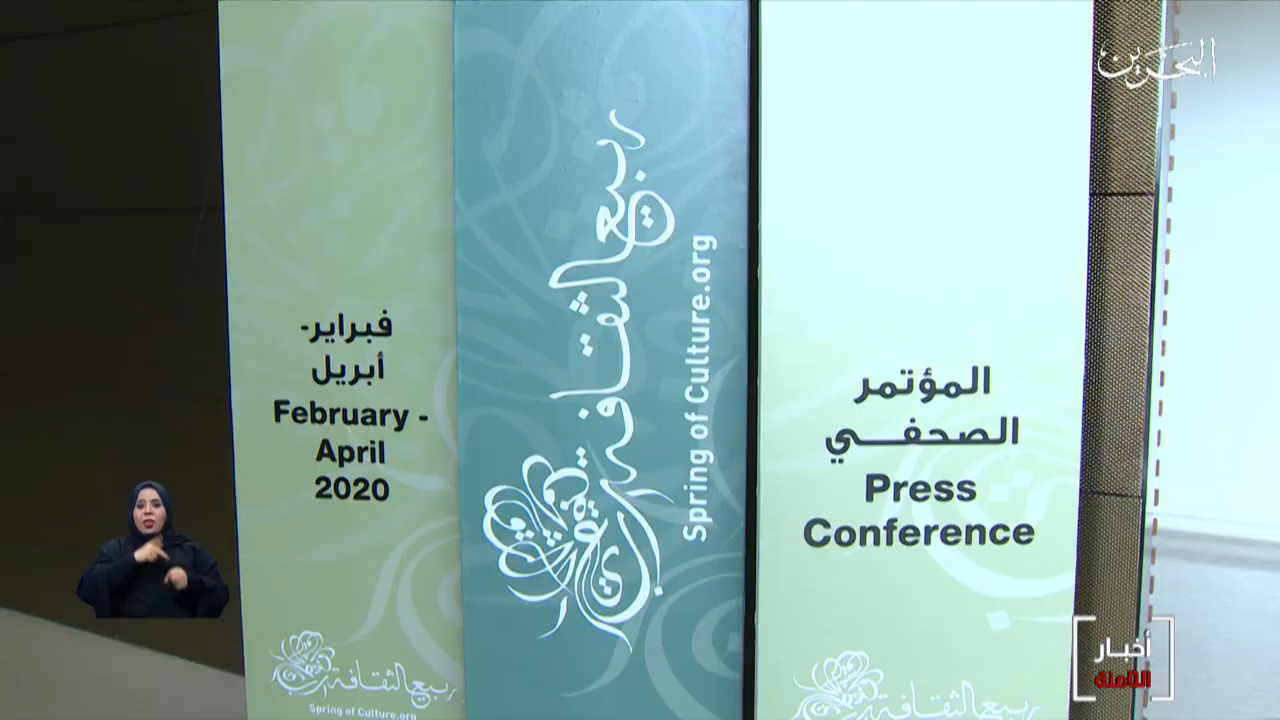 البحرين
فبراير-
أبريل
February -
April
2020
ربيع الثقافة
Spring of Culture.org
ربيع الثقافة
Spring of Culture.org
المؤتمر
الصحفي
Press
Conference
ربيع الثقافة
أخبار
الثامنة